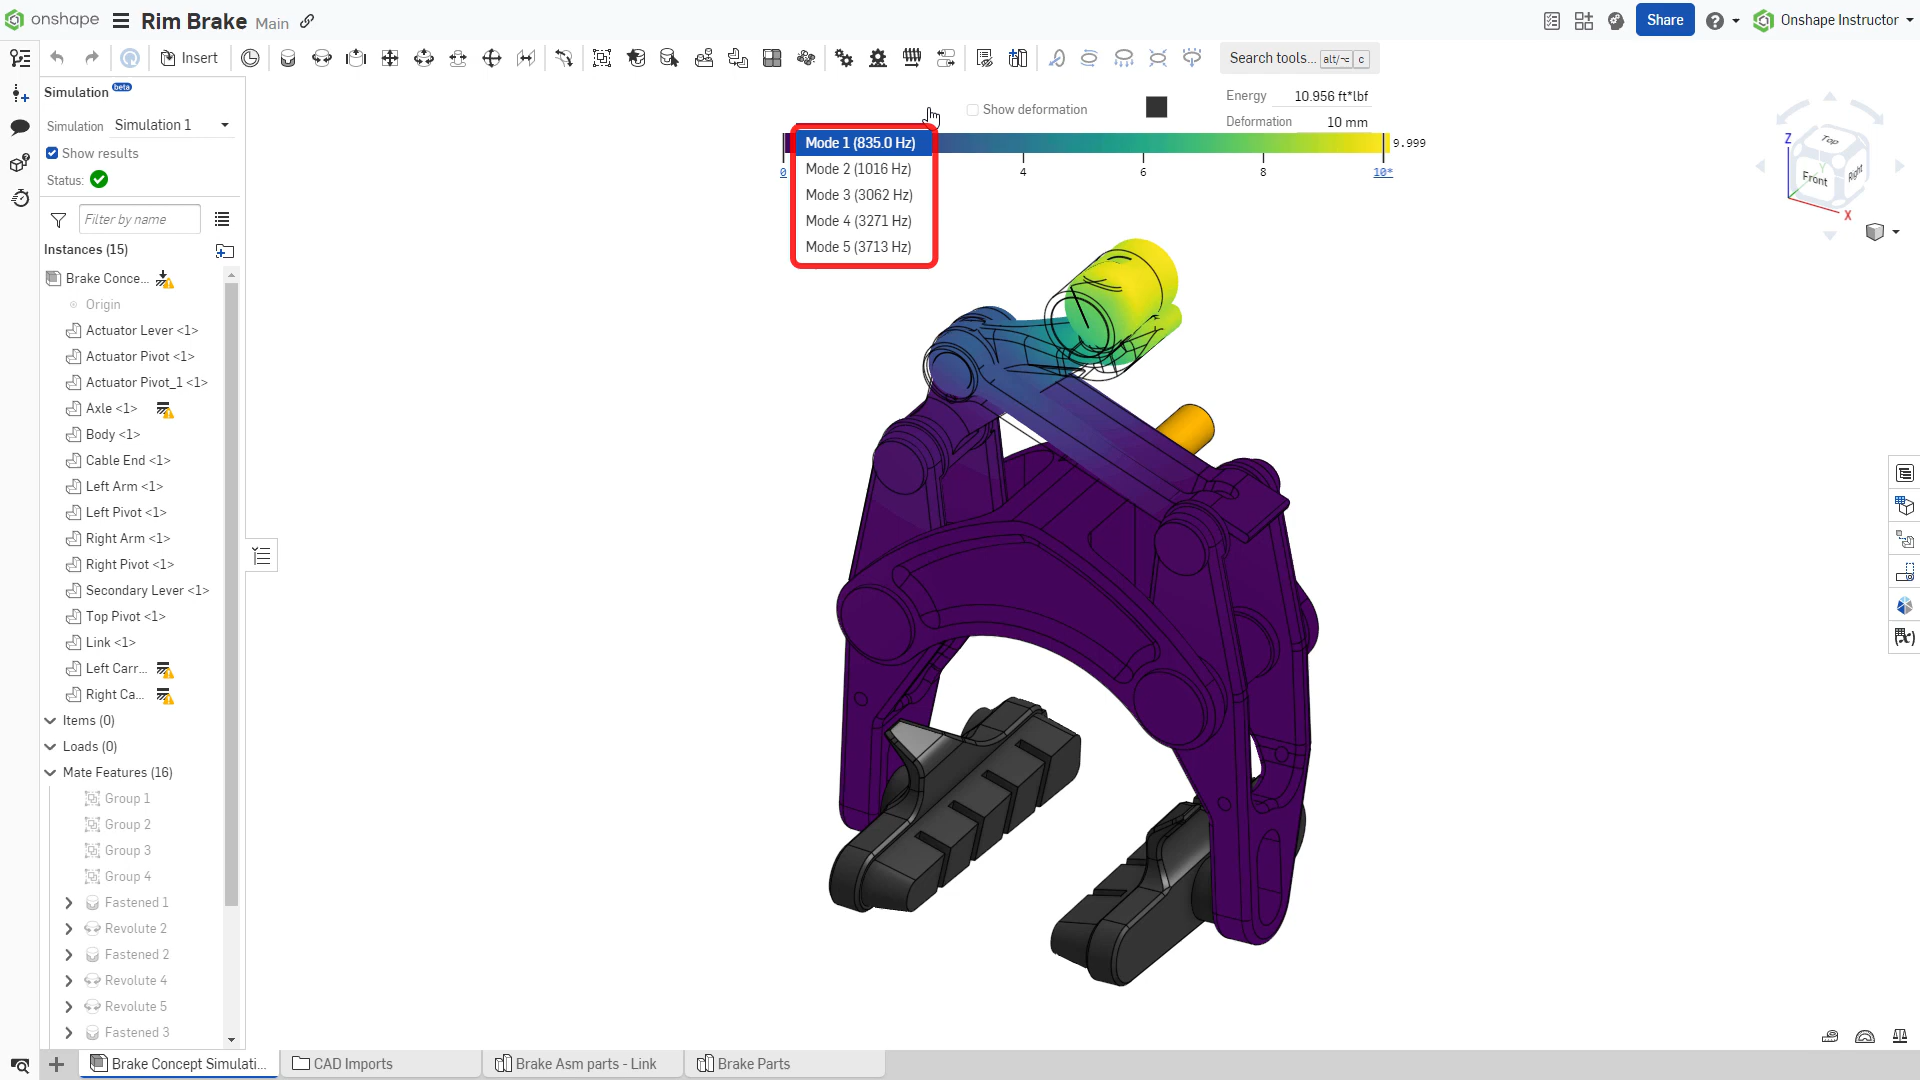 onshape Rim Brake Main
Share
Onshape Instructor
Insert
Search tools... alt/⌥ c
Simulation beta
Simulation Simulation 1
Show results
Status:
Filter by name
Instances (15)
Brake Conce...
Origin
Actuator Lever <1>
Actuator Pivot <1>
Actuator Pivot_1 <1>
Axle <1>
Body <1>
Cable End <1>
Left Arm <1>
Left Pivot <1>
Right Arm <1>
Right Pivot <1>
Secondary Lever <1>
Top Pivot <1>
Link <1>
Left Carr...
Right Ca...
Items (0)
Loads (0)
Mate Features (16)
Group 1
Group 2
Group 3
Group 4
Fastened 1
Revolute 2
Fastened 2
Revolute 4
Revolute 5
Fastened 3
Show deformation
Energy 10.956 ft*lbf
Deformation 10 mm
9.999
0 4 6 8 10*
Mode 1 (835.0 Hz)
Mode 2 (1016 Hz)
Mode 3 (3062 Hz)
Mode 4 (3271 Hz)
Mode 5 (3713 Hz)
Z
Top
Y
Front
Right
X
(x)
Brake Concept Simulati...
CAD Imports
Brake Asm parts - Link
Brake Parts